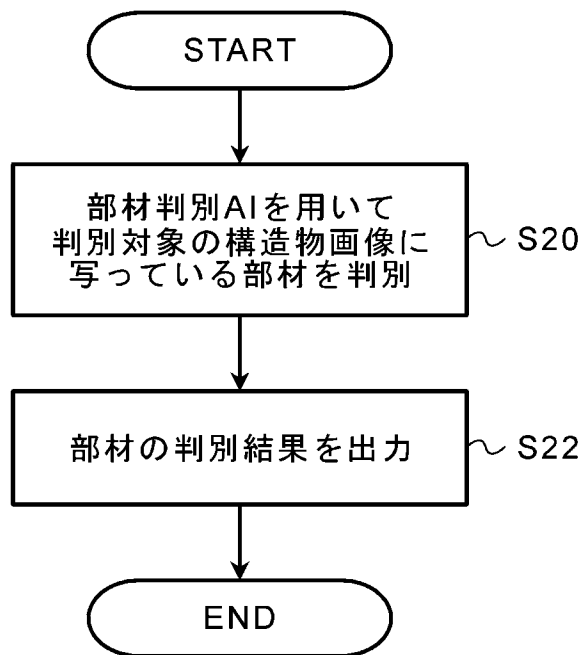 START
部材判別AIを用いて
判別対象の構造物画像に
写っている部材を判別
S20
部材の判別結果を出力
S22
END